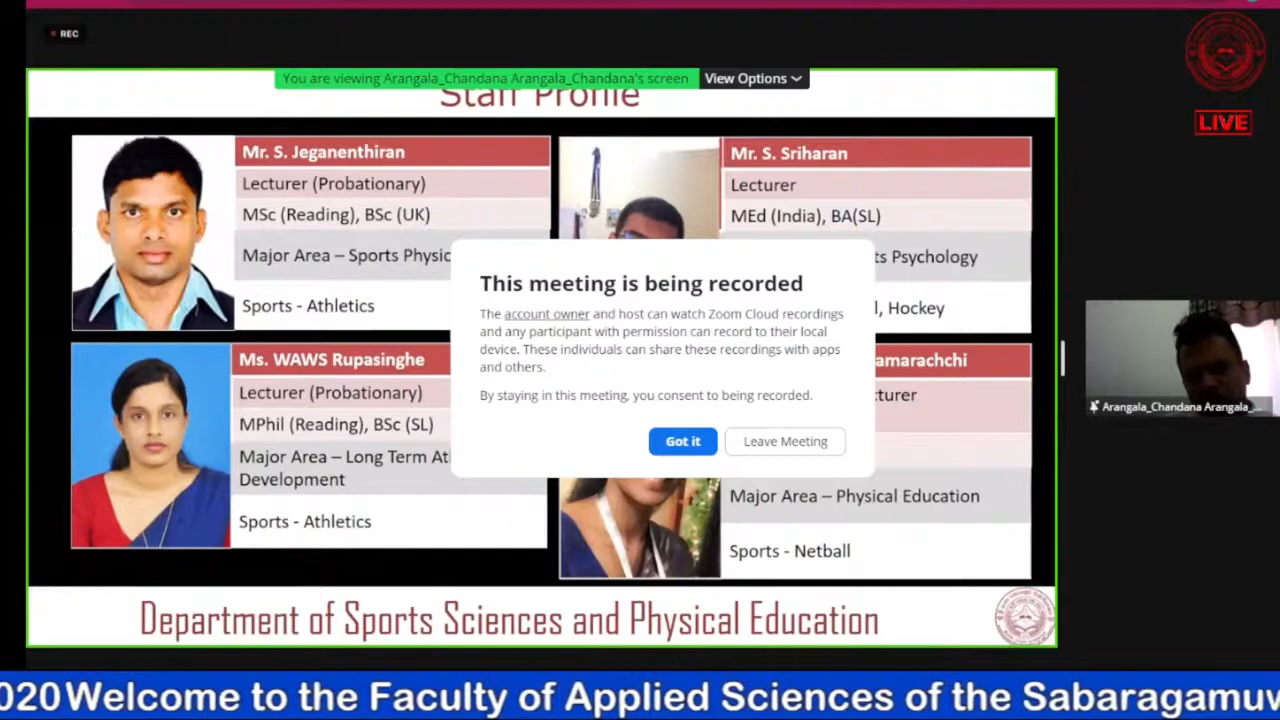 REC
You are viewing Arangala_Chandana Arangala_Chandana's screen
View Options
Staff Profile
LIVE
Mr. S. Jeganenthiran
Lecturer (Probationary)
MSc (Reading), BSc (UK)
Major Area – Sports Physic
Sports - Athletics
Mr. S. Sriharan
Lecturer
MEd (India), BA(SL)
ts Psychology
l, Hockey
Ms. WAWS Rupasinghe
Lecturer (Probationary)
MPhil (Reading), BSc (SL)
Major Area – Long Term At
Development
Sports - Athletics
amarachchi
cturer
Major Area – Physical Education
Sports - Netball
This meeting is being recorded
The account owner and host can watch Zoom Cloud recordings
and any participant with permission can record to their local
device. These individuals can share these recordings with apps
and others.
By staying in this meeting, you consent to being recorded.
Got it
Leave Meeting
Arangala_Chandana Arangala_...
Department of Sports Sciences and Physical Education
2020 Welcome to the Faculty of Applied Sciences of the Sabaragamuw